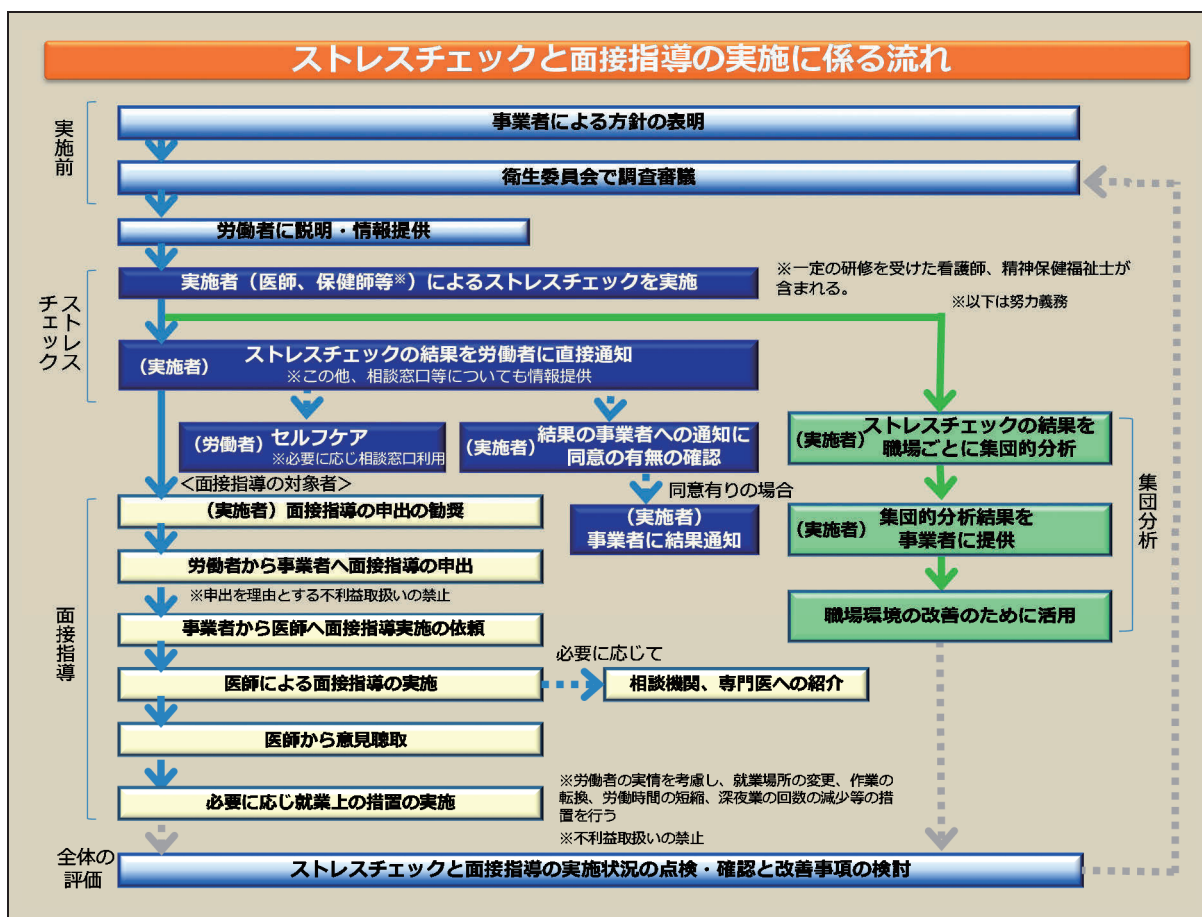 ストレスチェックと面接指導の実施に係る流れ
実施前
事業者による方針の表明
衛生委員会で調査審議
労働者に説明・情報提供
ストレス
チェック
実施者（医師、保健師等※）によるストレスチェックを実施
※一定の研修を受けた看護師、精神保健福祉士が
含まれる。
※以下は努力義務
（実施者）
ストレスチェックの結果を労働者に直接通知
※この他、相談窓口等についても情報提供
（労働者）
セルフケア
※必要に応じ相談窓口利用
（実施者）
結果の事業者への通知に
同意の有無の確認
同意有りの場合
（実施者）
事業者に結果通知
集団分析
（実施者）
ストレスチェックの結果を
職場ごとに集団的分析
（実施者）
集団的分析結果を
事業者に提供
職場環境の改善のために活用
＜面接指導の対象者＞
面接指導
（実施者）面接指導の申出の勧奨
労働者から事業者へ面接指導の申出
※申出を理由とする不利益取扱いの禁止
事業者から医師へ面接指導実施の依頼
医師による面接指導の実施
必要に応じて
相談機関、専門医への紹介
医師から意見聴取
必要に応じ就業上の措置の実施
※労働者の実情を考慮し、就業場所の変更、作業の
転換、労働時間の短縮、深夜業の回数の減少等の措
置を行う
※不利益取扱いの禁止
全体の
評価
ストレスチェックと面接指導の実施状況の点検・確認と改善事項の検討